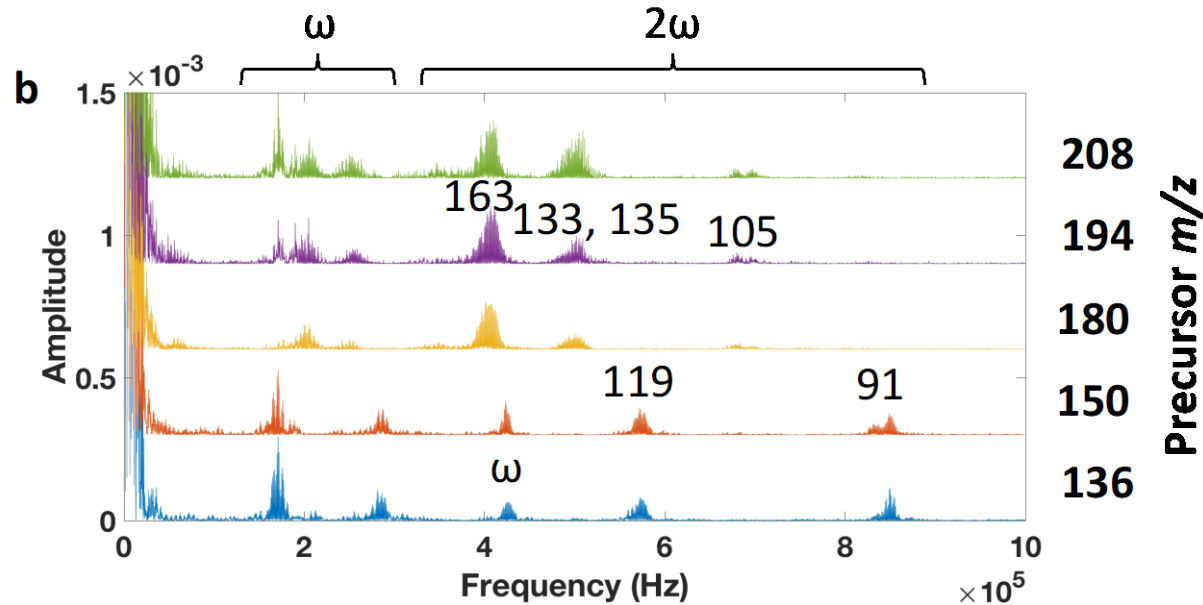 ω 2ω
b
×10⁻³
1.5
1
0.5
0
Amplitude
163
133, 135
105
119
91
ω
208
194
180
150
136
Precursor m/z
0 2 4 6 8 10
Frequency (Hz)
×10⁵